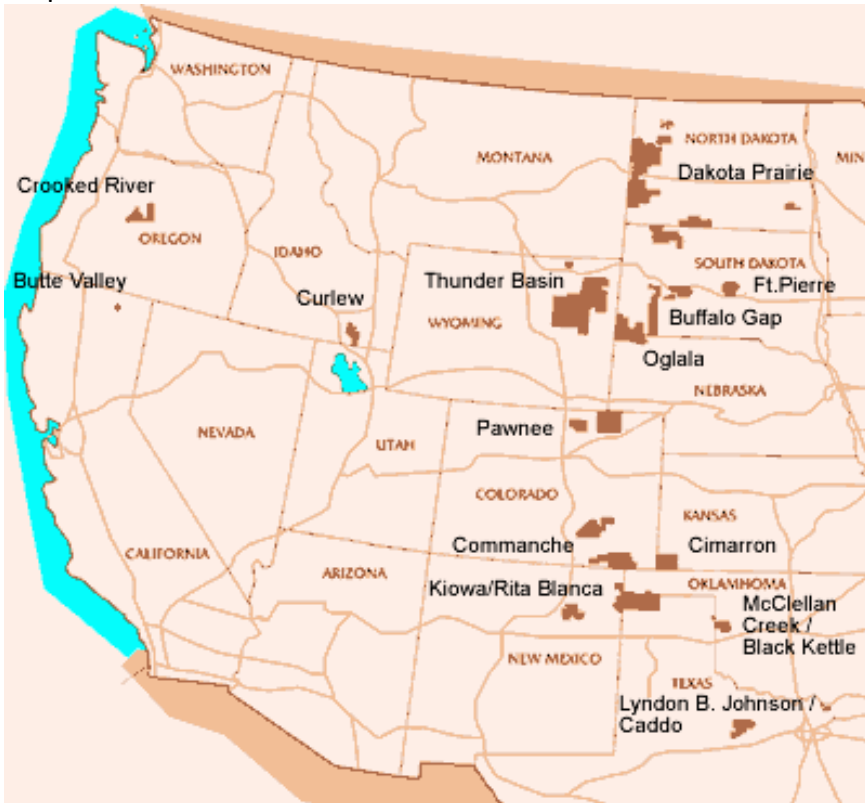 WASHINGTON
NORTH DAKOTA
MONTANA
MIN
Dakota Prairie
Crooked River
OREGON
IDAHO
SOUTH DAKOTA
Butte Valley
Thunder Basin
Ft.Pierre
Curlew
WYOMING
Buffalo Gap
Oglala
NEBRASKA
Pawnee
NEVADA
UTAH
COLORADO
KANSAS
Commanche
Cimarron
CALIFORNIA
ARIZONA
Kiowa/Rita Blanca
OKLAHOMA
McClellan
Creek /
Black Kettle
NEW MEXICO
TEXAS
Lyndon B. Johnson /
Caddo